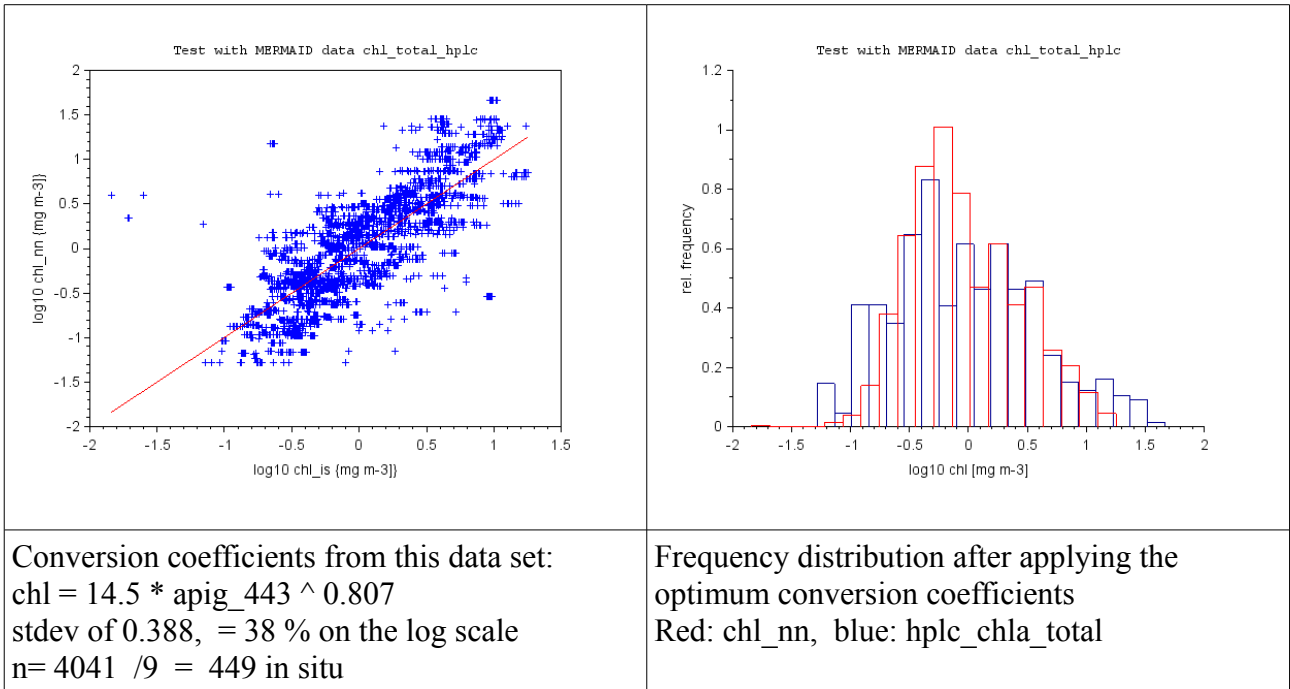 Test with MERMAID data chl_total_hplc
2
1.5
1
0.5
0
-0.5
-1
-1.5
-2
log10 chl_nn {mg m-3]}
-2
-1.5
-1
-0.5
0
0.5
1
1.5
log10 chl_is {mg m-3]}
Test with MERMAID data chl_total_hplc
1.2
1
0.8
0.6
0.4
0.2
0
rel. frequency
-2
-1.5
-1
-0.5
0
0.5
1
1.5
2
log10 chl [mg m-3]
Conversion coefficients from this data set:
chl = 14.5 * apig_443 ^ 0.807
stdev of 0.388,  = 38 % on the log scale
n= 4041  /9  =  449 in situ
Frequency distribution after applying the
optimum conversion coefficients
Red: chl_nn,  blue: hplc_chla_total